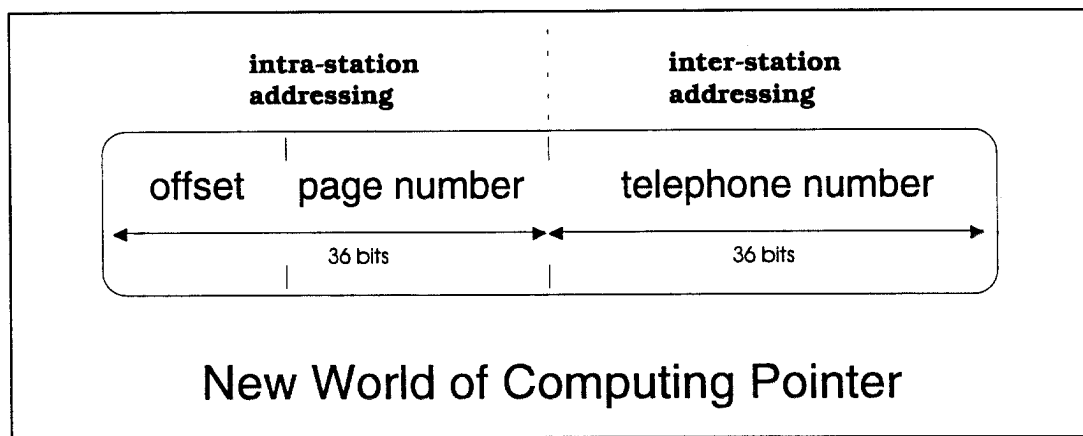 intra-station
addressing
inter-station
addressing
offset
page number
telephone number
36 bits
36 bits
New World of Computing Pointer